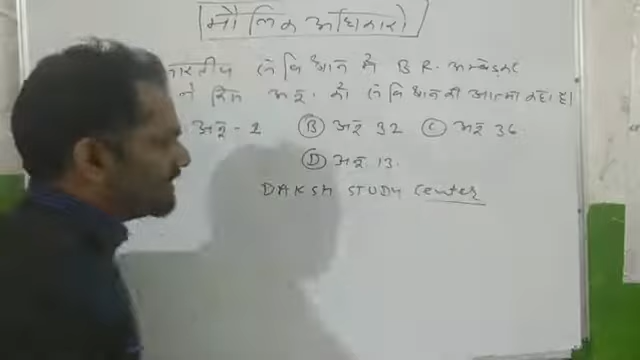 मौलिक अधिकारों
भारतीय संविधान में B R. अम्बेडकर
ने किस अनु. को संविधान की आत्मा कहा है।
अनु - 2 Ⓑ अनु 32 Ⓒ अनु 36
Ⓓ अनु. 13.
DAKSH STUDY Center